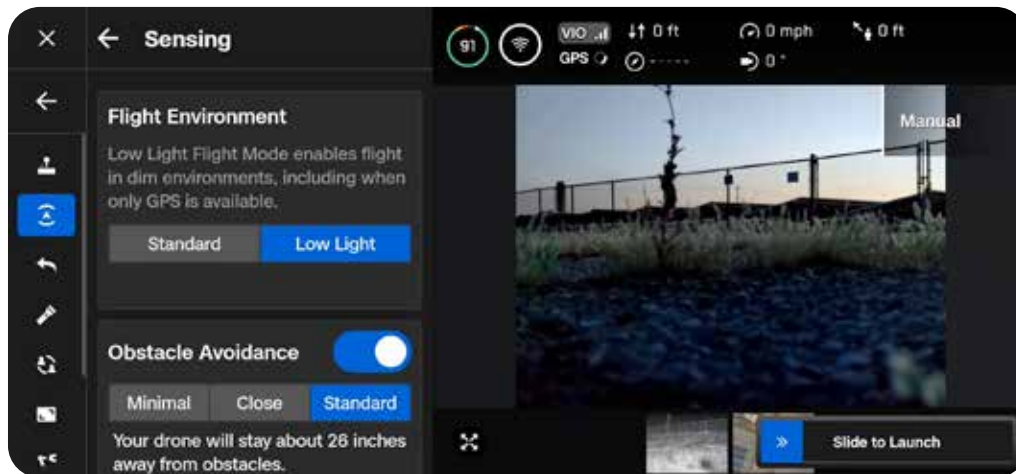 Sensing
Flight Environment
Low Light Flight Mode enables flight
in dim environments, including when
only GPS is available.
Standard
Low Light
Obstacle Avoidance
Minimal
Close
Standard
Your drone will stay about 26 inches
away from obstacles.
91
VIO
GPS
0 ft
-----
0 mph
0 °
0 ft
Manual
Slide to Launch